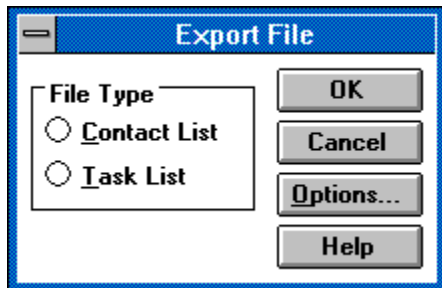 Export File
File Type
Contact List
Task List
OK
Cancel
Options...
Help